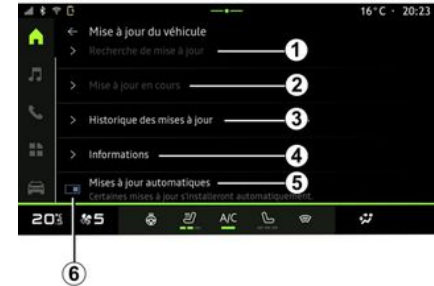 16°C · 20:23
Mise à jour du véhicule
Recherche de mise à jour
1
Mise à jour en cours
2
Historique des mises à jour
3
Informations
4
Mises à jour automatiques
5
Certaines mises à jour s'installeront automatiquement.
20°5 5 A/C
6